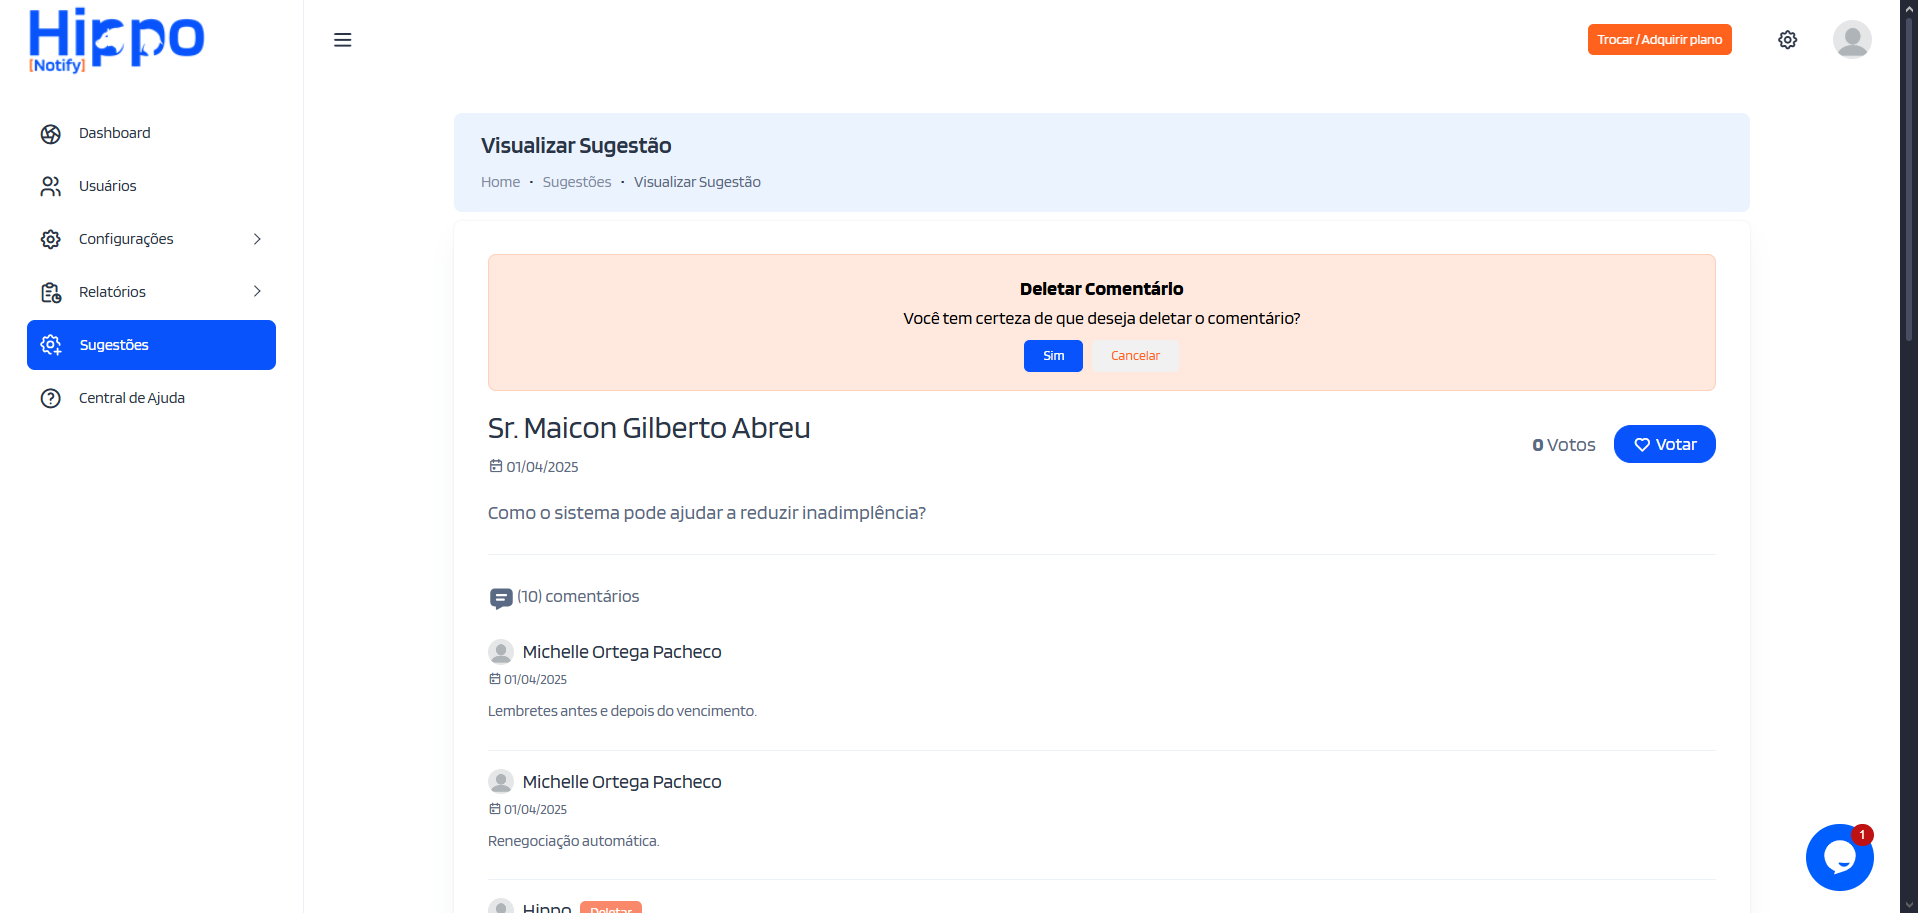 Hippo
[Notify]
Trocar / Adquirir plano
Dashboard
Usuários
Configurações
Relatórios
Sugestões
Central de Ajuda
Visualizar Sugestão
Home • Sugestões • Visualizar Sugestão
Deletar Comentário
Você tem certeza de que deseja deletar o comentário?
Sim
Cancelar
Sr. Maicon Gilberto Abreu
0 Votos
Votar
01/04/2025
Como o sistema pode ajudar a reduzir inadimplência?
(10) comentários
Michelle Ortega Pacheco
01/04/2025
Lembretes antes e depois do vencimento.
Michelle Ortega Pacheco
01/04/2025
Renegociação automática.
1
Hippo
Deletar